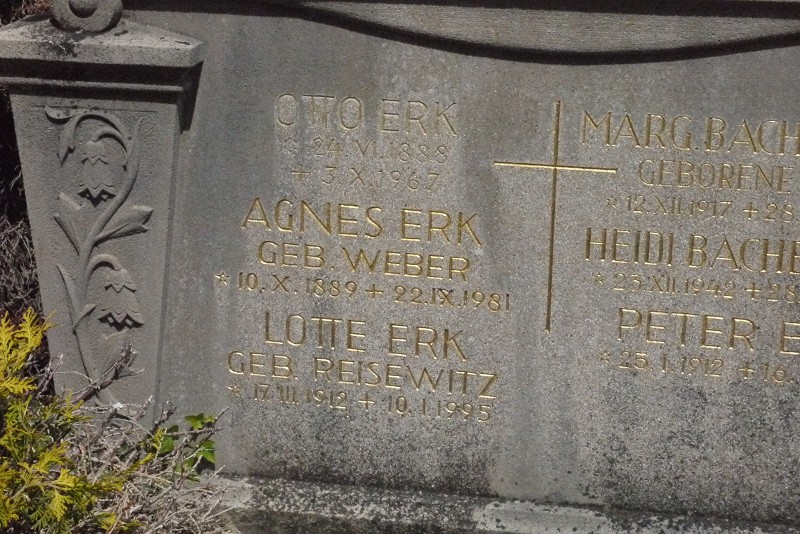 OTTO ERK
* 24.VI.1888
+ 3.X.1967
AGNES ERK
GEB. WEBER
* 10.X.1889 + 22.IX.1981
LOTTE ERK
GEB. REISEWITZ
* 17.III.1912 + 10.1.1995
MARG. BACH
GEBORENE
* 12.XII.1917 + 28.
HEIDI BACHE
* 25.XII.1942 + 28.
PETER E
* 25.1.1912 + 16.